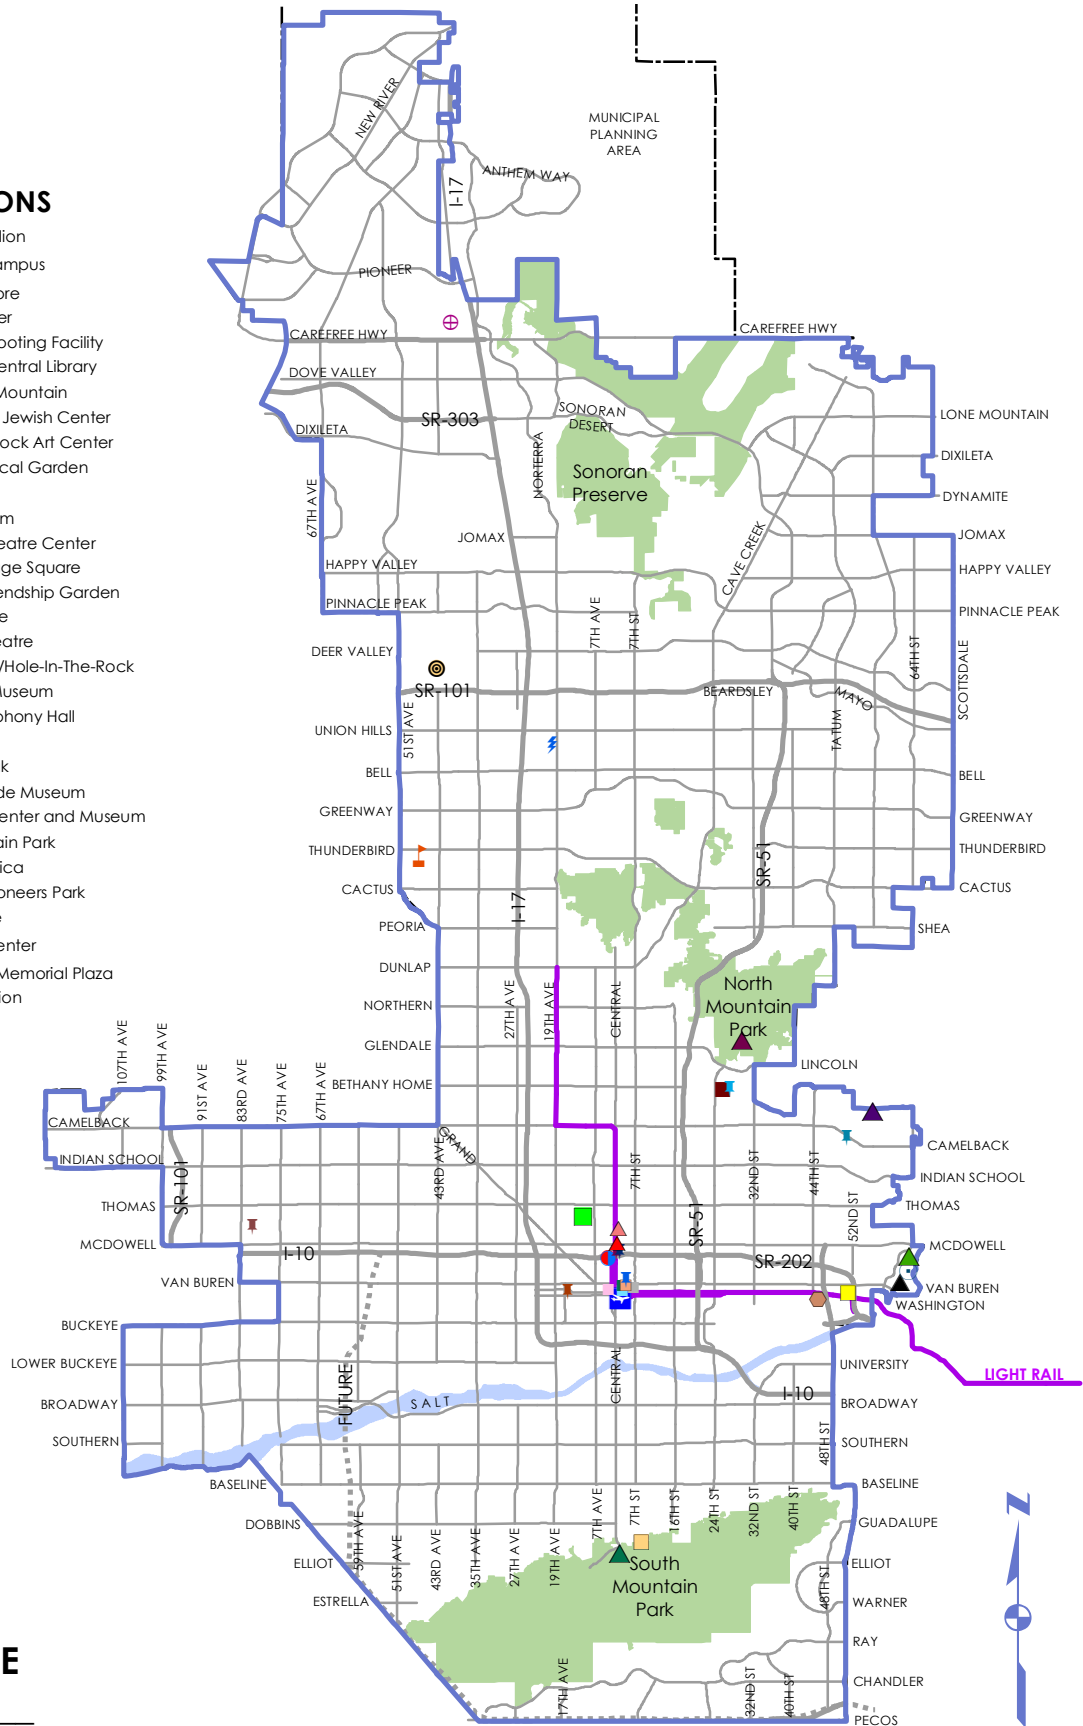 ONS
lion
ampus
ore
er
ooting Facility
entral Library
Mountain
Jewish Center
ock Art Center
ical Garden
m
eatre Center
ge Square
endship Garden
e
eatre
/Hole-In-The-Rock
Museum
phony Hall
k
de Museum
enter and Museum
ain Park
ica
oneers Park
e
enter
Memorial Plaza
ion
E
MUNICIPAL
PLANNING
AREA
NEW RIVER
ANTHEM WAY
I-17
PIONEER
CAREFREE HWY
CAREFREE HWY
DOVE VALLEY
SR-303
SONORAN
DESERT
LONE MOUNTAIN
DIXILETA
DIXILETA
NORTERRA
Sonoran
Preserve
67TH AVE
DYNAMITE
JOMAX
JOMAX
CAVE CREEK
HAPPY VALLEY
HAPPY VALLEY
PINNACLE PEAK
PINNACLE PEAK
7TH AVE
7TH ST
DEER VALLEY
64TH ST
SCOTTSDALE
SR-101
BEARDSLEY
MAYO
51ST AVE
TATUM
UNION HILLS
BELL
BELL
GREENWAY
GREENWAY
THUNDERBIRD
THUNDERBIRD
SR-51
CACTUS
CACTUS
I-17
PEORIA
SHEA
DUNLAP
North
Mountain
Park
NORTHERN
27TH AVE
19TH AVE
CENTRAL
GLENDALE
LINCOLN
107TH AVE
99TH AVE
91ST AVE
83RD AVE
75TH AVE
67TH AVE
BETHANY HOME
CAMELBACK
GRAND
CAMELBACK
INDIAN SCHOOL
43RD AVE
7TH ST
32ND ST
44TH ST
INDIAN SCHOOL
SR-101
THOMAS
SR-51
52ND ST
THOMAS
MCDOWELL
I-10
SR-202
MCDOWELL
VAN BUREN
VAN BUREN
WASHINGTON
BUCKEYE
LOWER BUCKEYE
CENTRAL
UNIVERSITY
LIGHT RAIL
FUTURE
I-10
BROADWAY
SALT
BROADWAY
SOUTHERN
48TH ST
SOUTHERN
BASELINE
BASELINE
7TH AVE
7TH ST
16TH ST
24TH ST
32ND ST
40TH ST
DOBBINS
GUADALUPE
59TH AVE
51ST AVE
43RD AVE
35TH AVE
27TH AVE
19TH AVE
ELLIOT
South
Mountain
Park
48TH ST
ELLIOT
ESTRELLA
WARNER
RAY
17TH AVE
32ND ST
40TH ST
CHANDLER
PECOS
N